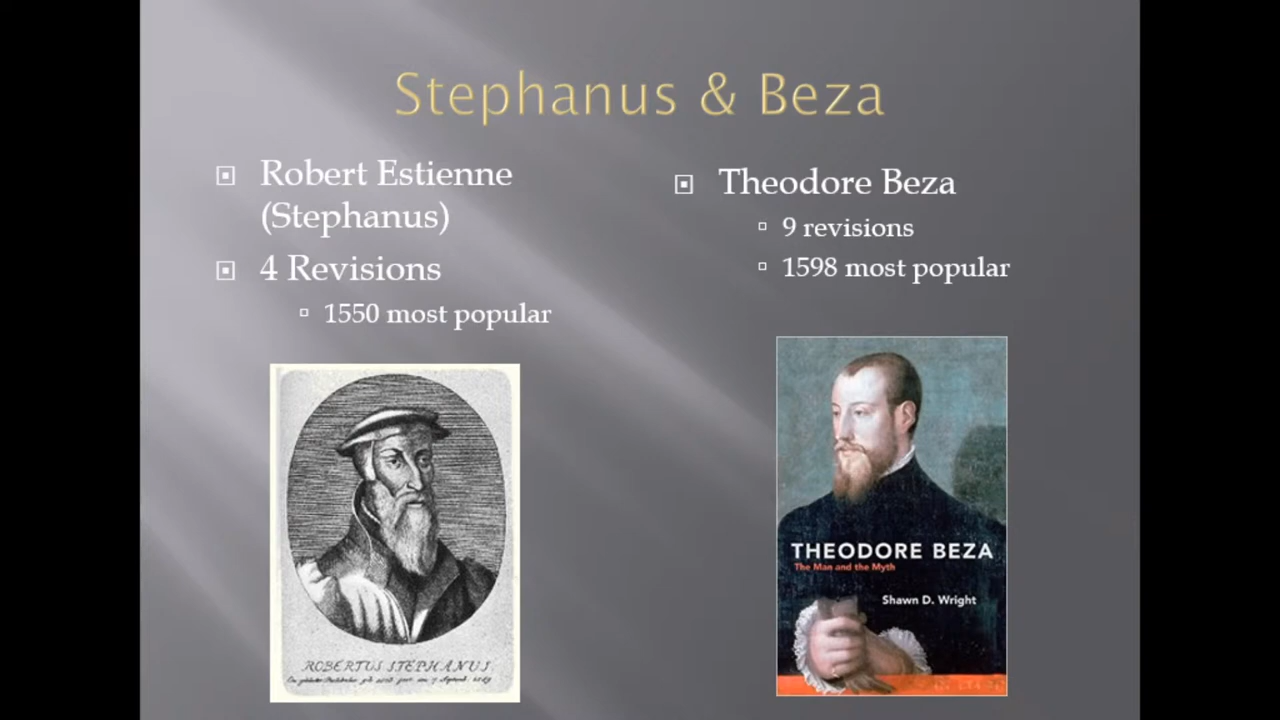 Stephanus & Beza
Robert Estienne
(Stephanus)
4 Revisions
1550 most popular
ROBERTUS STEPHANUS
Theodore Beza
9 revisions
1598 most popular
THEODORE BEZA
The Man and the Myth
Shawn D. Wright